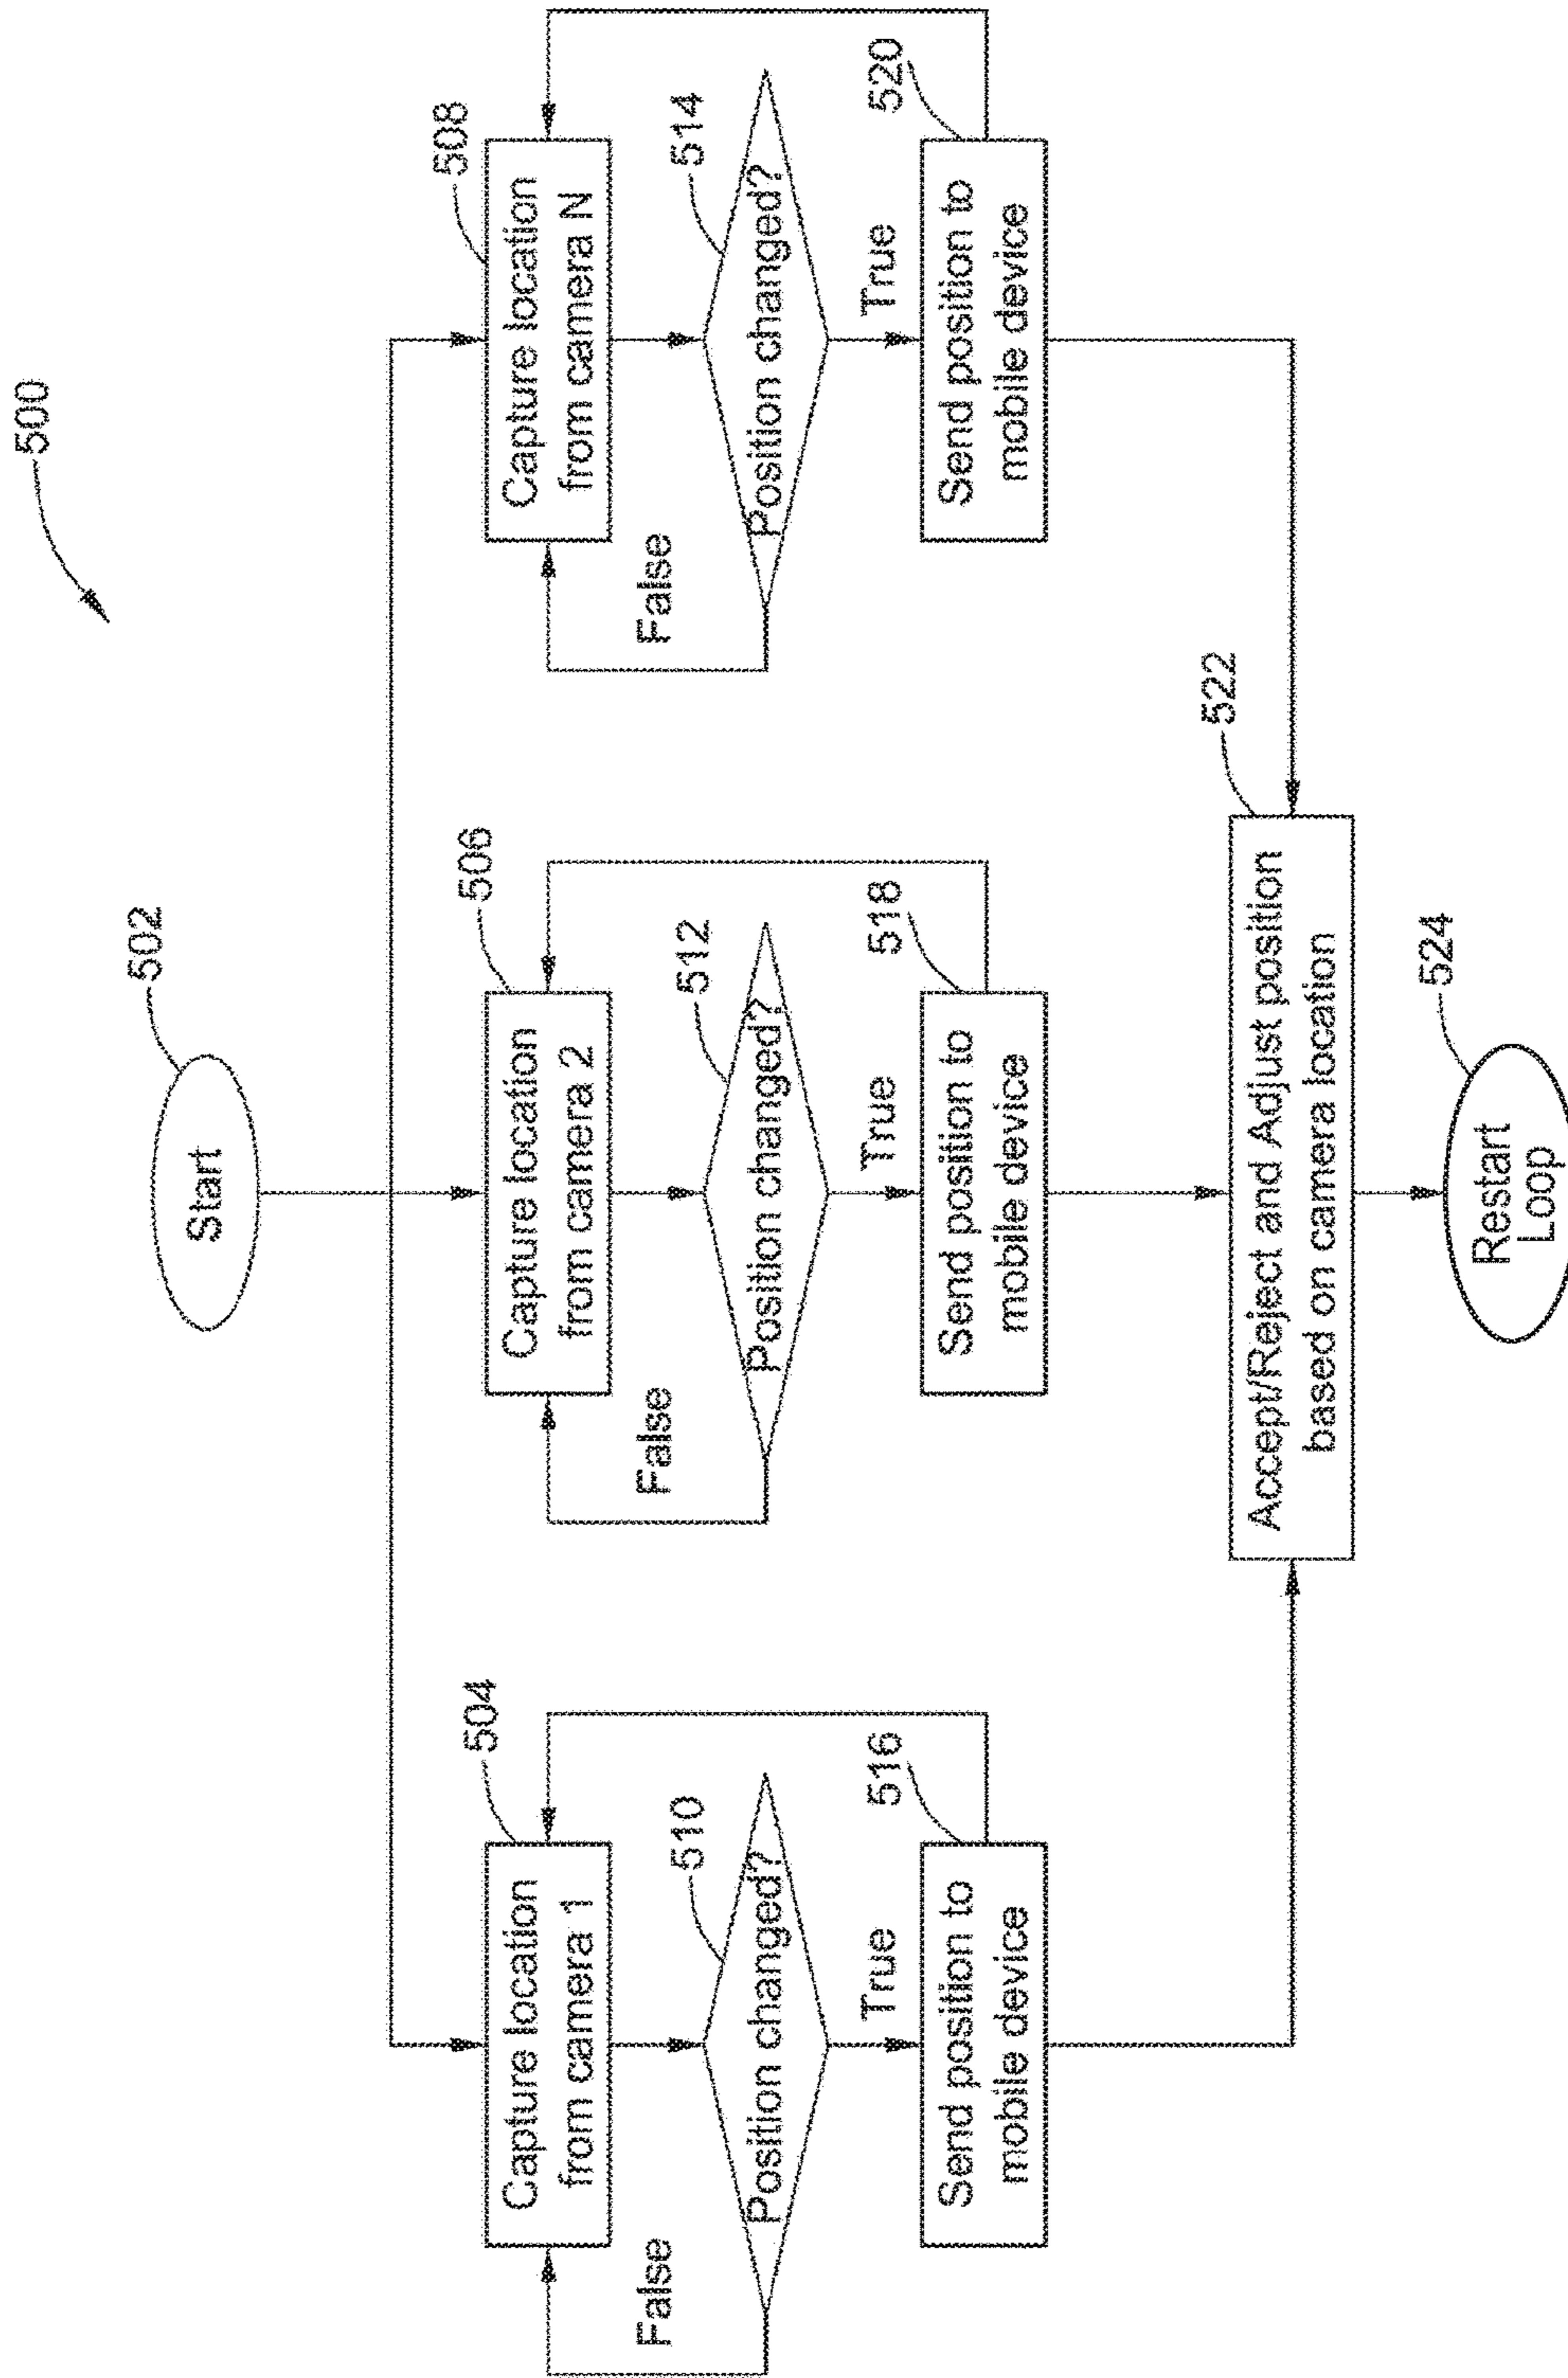 500
502
Start
504
Capture location
from camera 1
506
Capture location
from camera 2
508
Capture location
from camera N
False
510
Position changed?
False
512
Position changed?
False
514
Position changed?
True
516
Send position to
mobile device
True
518
Send position to
mobile device
True
520
Send position to
mobile device
522
Accept/Reject and Adjust position
based on camera location
524
Restart
Loop